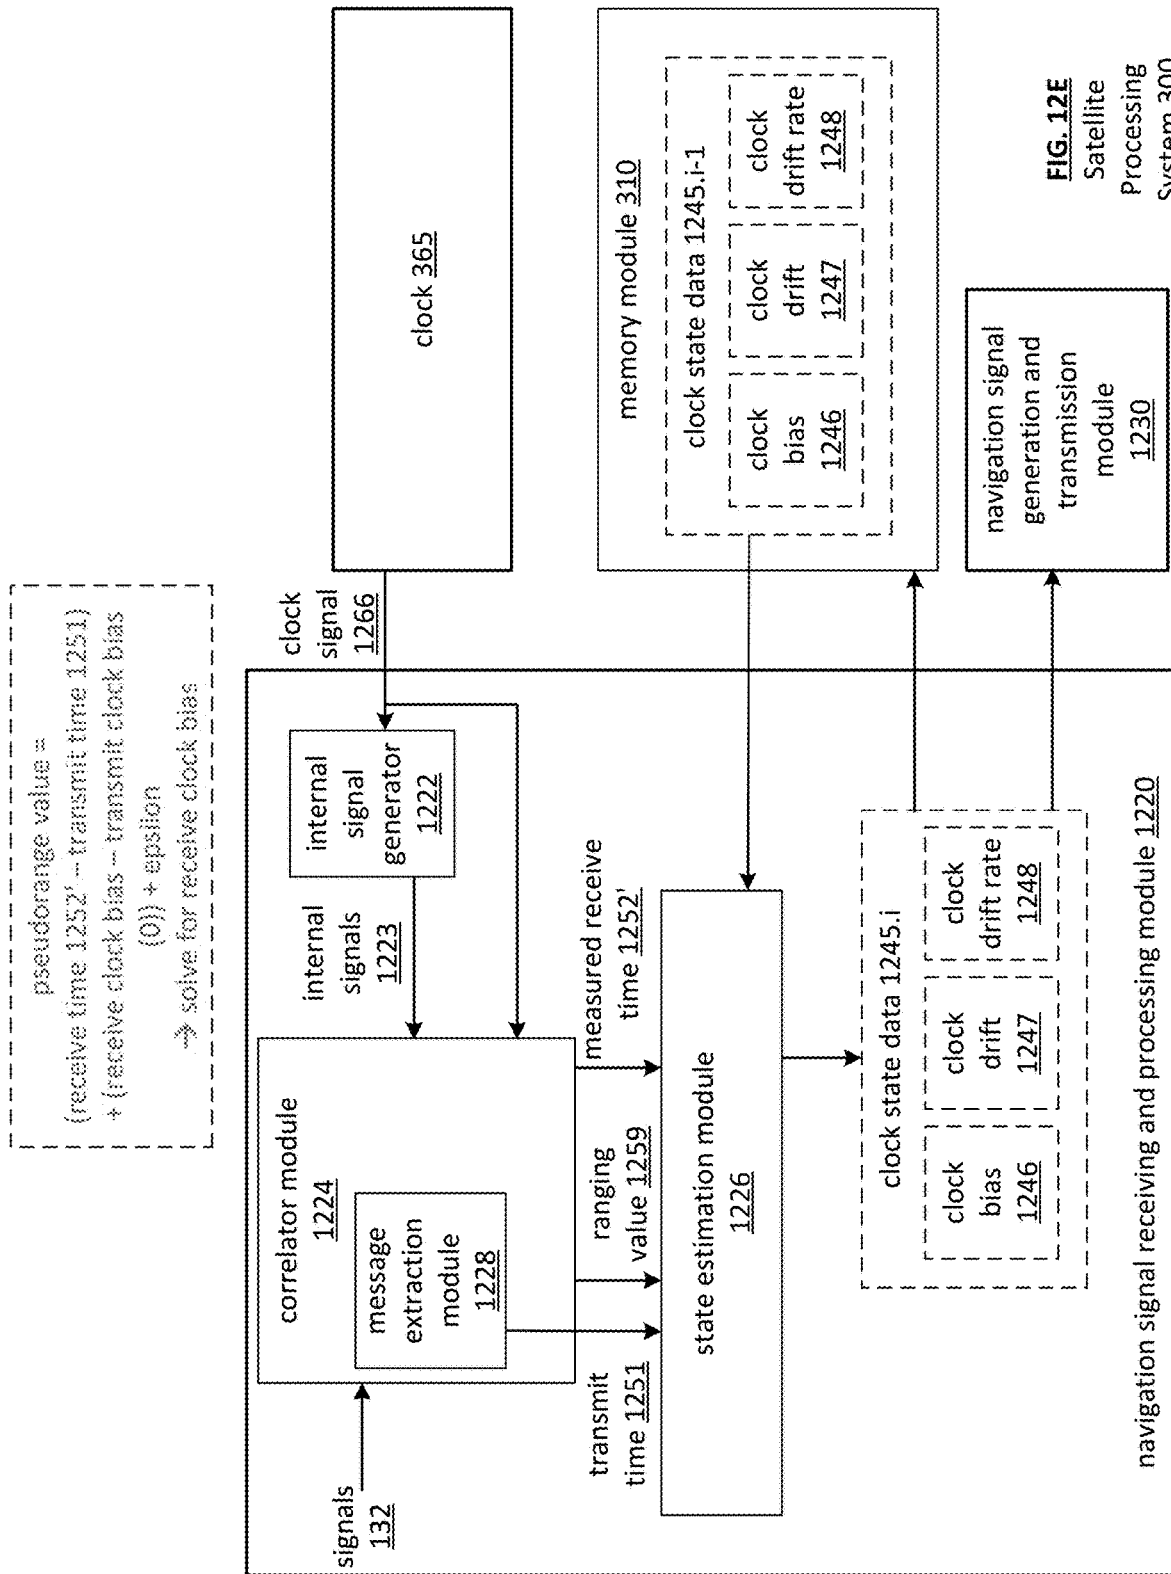 pseudorange value =
(receive time 1252' – transmit time 1251)
+ (receive clock bias – transmit clock bias
(0)) + epsilon
→ solve for receive clock bias
signals
132
correlator module
1224
message
extraction
module
1228
internal
signals
1223
internal
signal
generator
1222
clock
signal
1266
clock 365
transmit
time 1251
ranging
value 1259
measured receive
time 1252'
state estimation module
1226
memory module 310
clock state data 1245.i-1
clock
bias
1246
clock
drift
1247
clock
drift rate
1248
clock state data 1245.i
clock
bias
1246
clock
drift
1247
clock
drift rate
1248
navigation signal
generation and
transmission
module
1230
navigation signal receiving and processing module 1220
FIG. 12E
Satellite
Processing
System 300